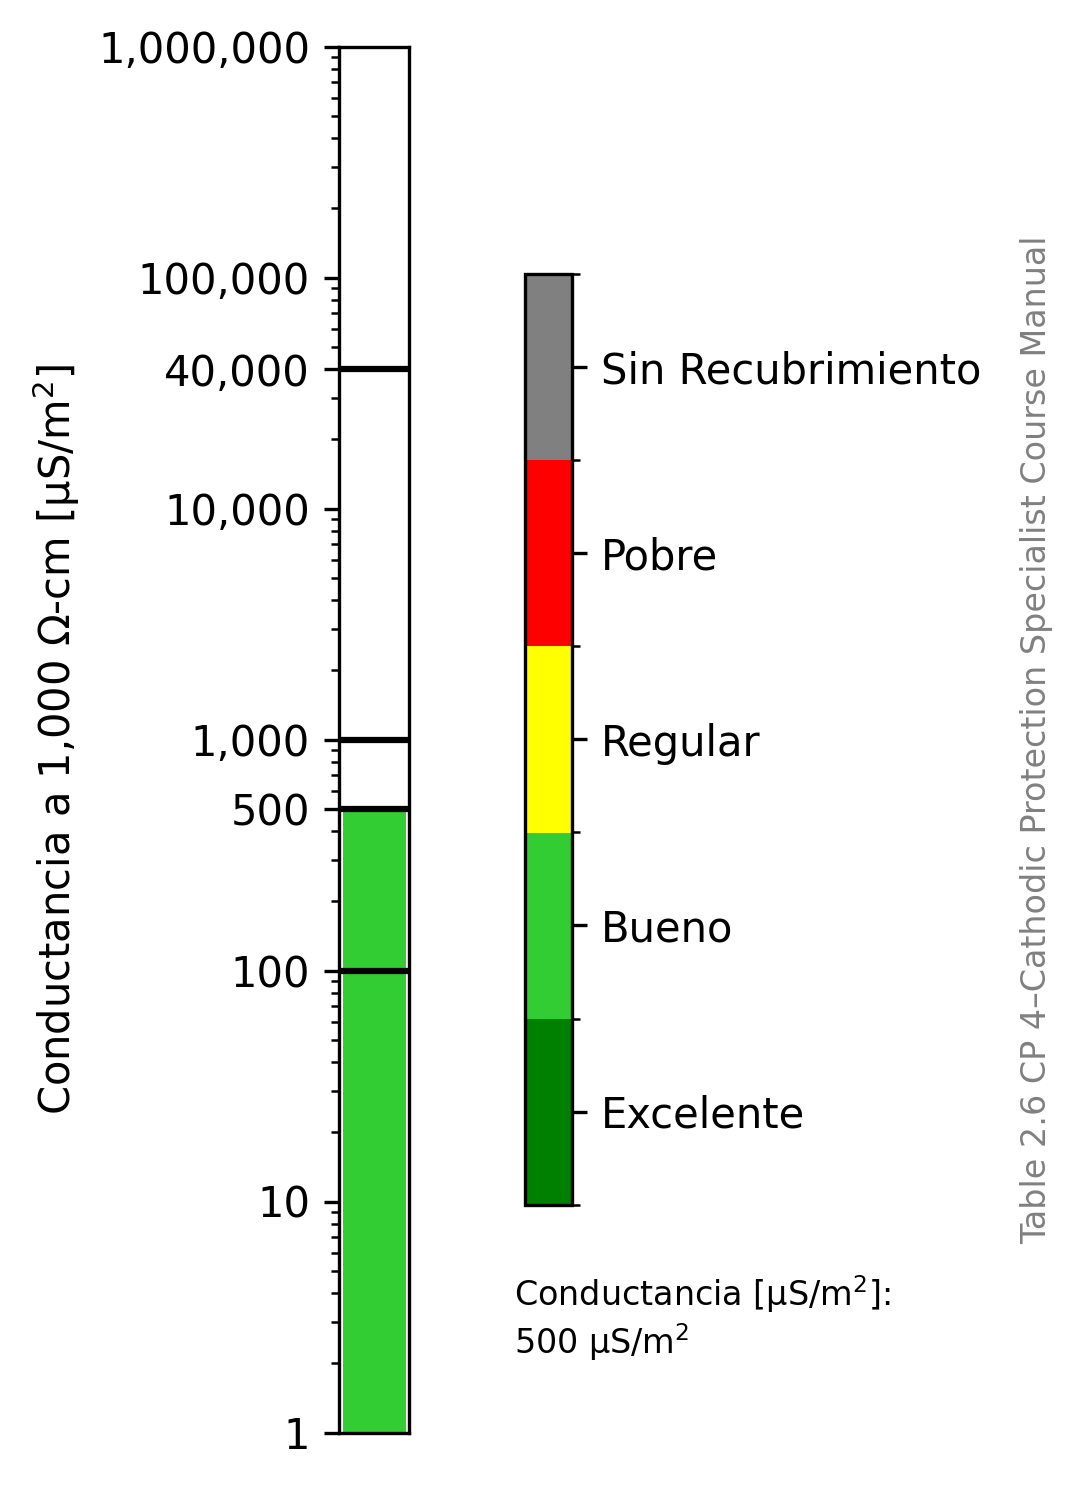 Conductancia a 1,000 Ω-cm [µS/m²]
1,000,000
100,000
40,000
10,000
1,000
500
100
10
1
Sin Recubrimiento
Pobre
Regular
Bueno
Excelente
Conductancia [µS/m²]:
500 µS/m²
Table 2.6 CP 4–Cathodic Protection Specialist Course Manual